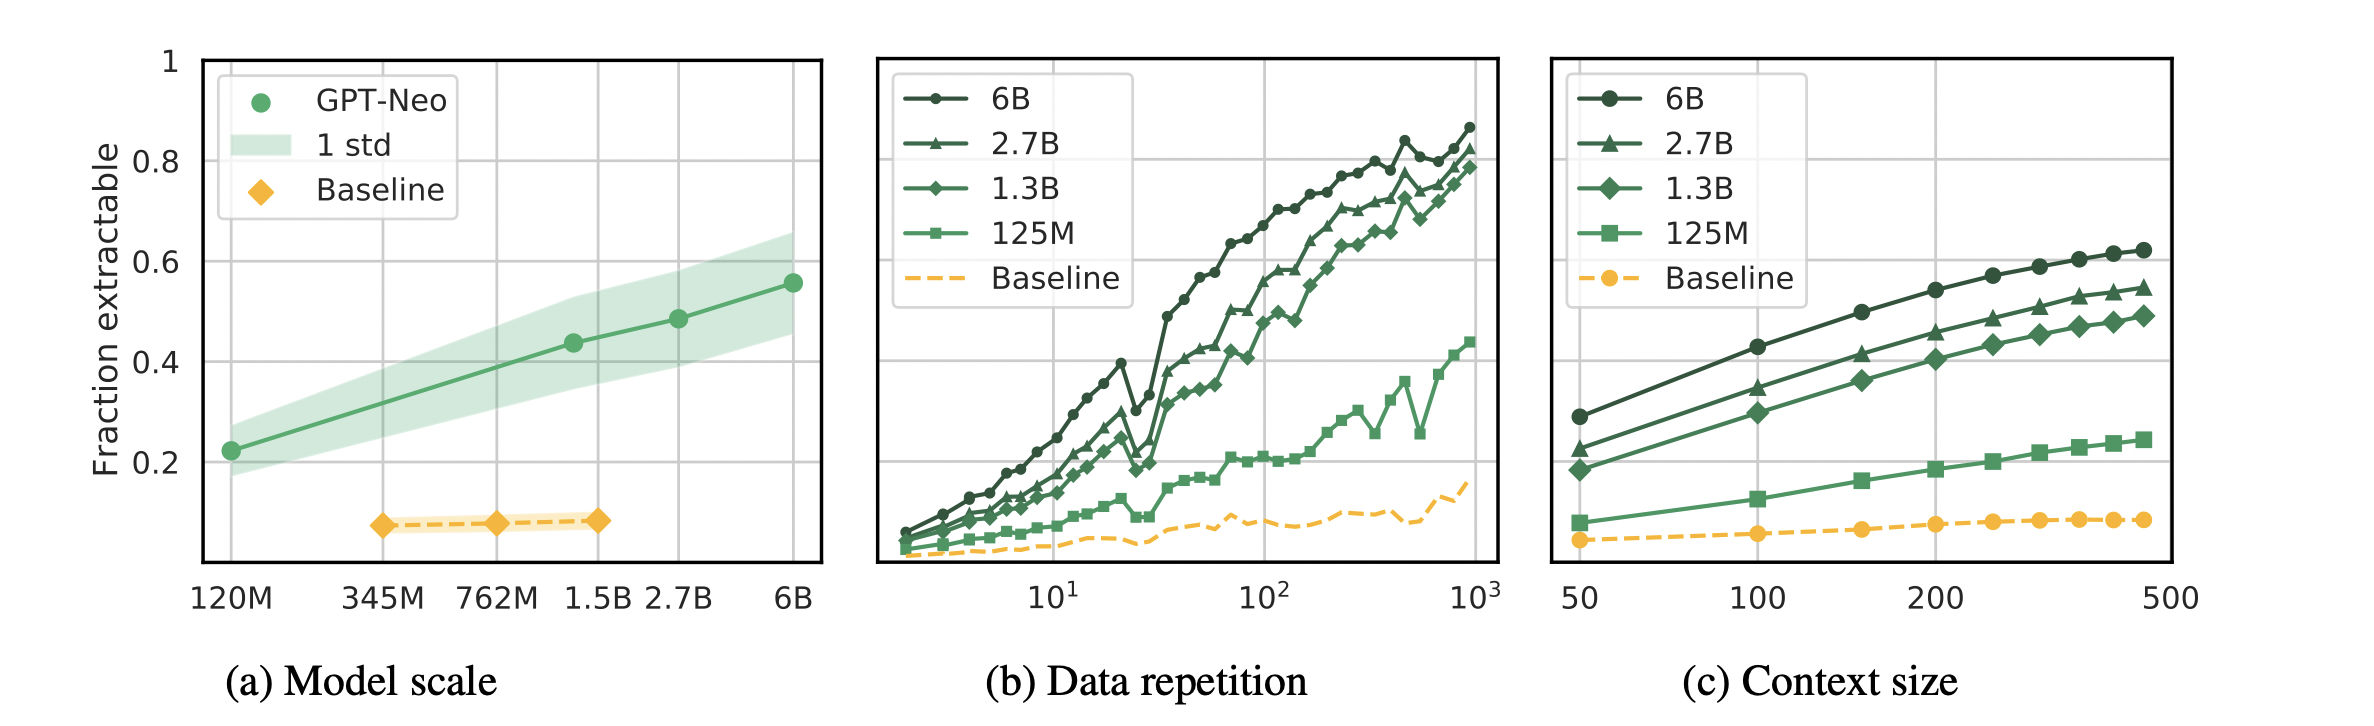 Fraction extractable
1
0.8
0.6
0.4
0.2
GPT-Neo
1 std
Baseline
120M 345M 762M 1.5B 2.7B 6B
(a) Model scale
6B
2.7B
1.3B
125M
Baseline
10¹ 10² 10³
(b) Data repetition
6B
2.7B
1.3B
125M
Baseline
50 100 200 500
(c) Context size